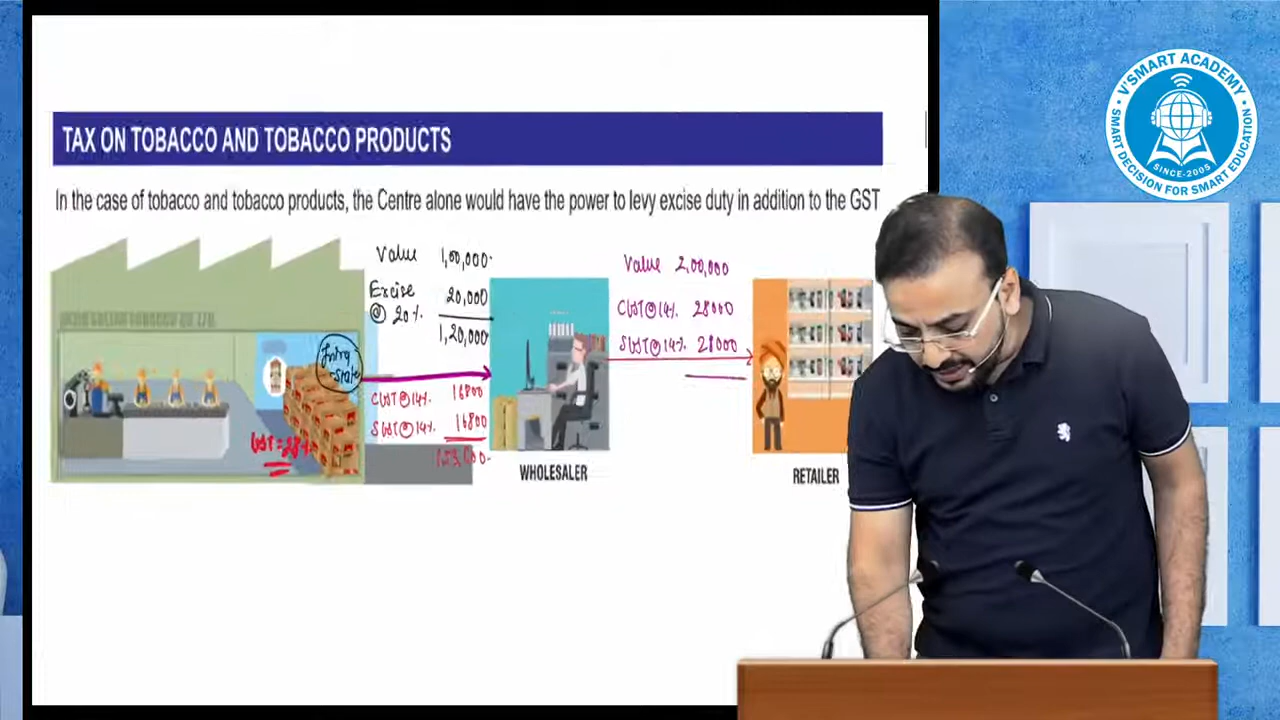 V'SMART ACADEMY
SINCE-2005
SMART DECISION FOR SMART EDUCATION
TAX ON TOBACCO AND TOBACCO PRODUCTS
In the case of tobacco and tobacco products, the Centre alone would have the power to levy excise duty in addition to the GST
Value 1,00,000.
Excise 20,000
@ 20%
1,20,000
CGST@14%. 16800
SGST@14%. 16800
Intra
-state
GST = 28%
Value 2,00,000
CGST@14%. 28000
SGST@14%. 28000
WHOLESALER
RETAILER